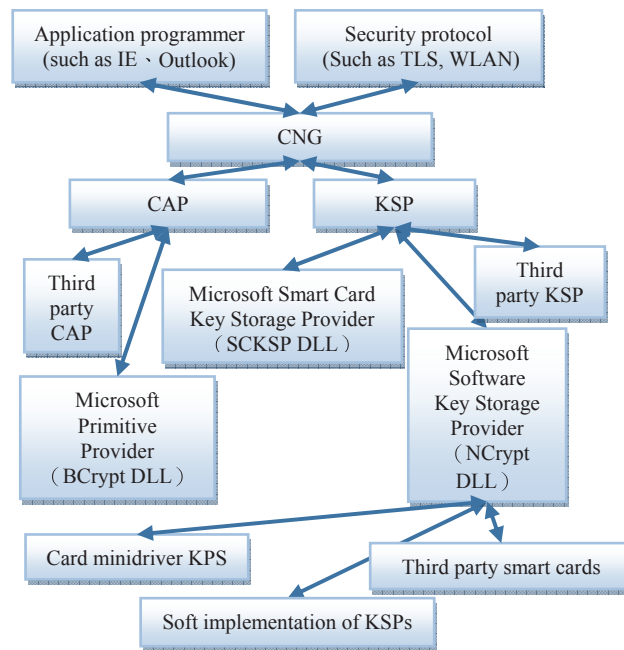 Application programmer
(such as IE、Outlook)
Security protocol
(Such as TLS, WLAN)
CNG
CAP
KSP
Third
party
CAP
Microsoft Smart Card
Key Storage Provider
（SCKSP DLL）
Third
party KSP
Microsoft
Primitive
Provider
（BCrypt DLL）
Microsoft
Software
Key Storage
Provider
（NCrypt
DLL）
Card minidriver KPS
Third party smart cards
Soft implementation of KSPs